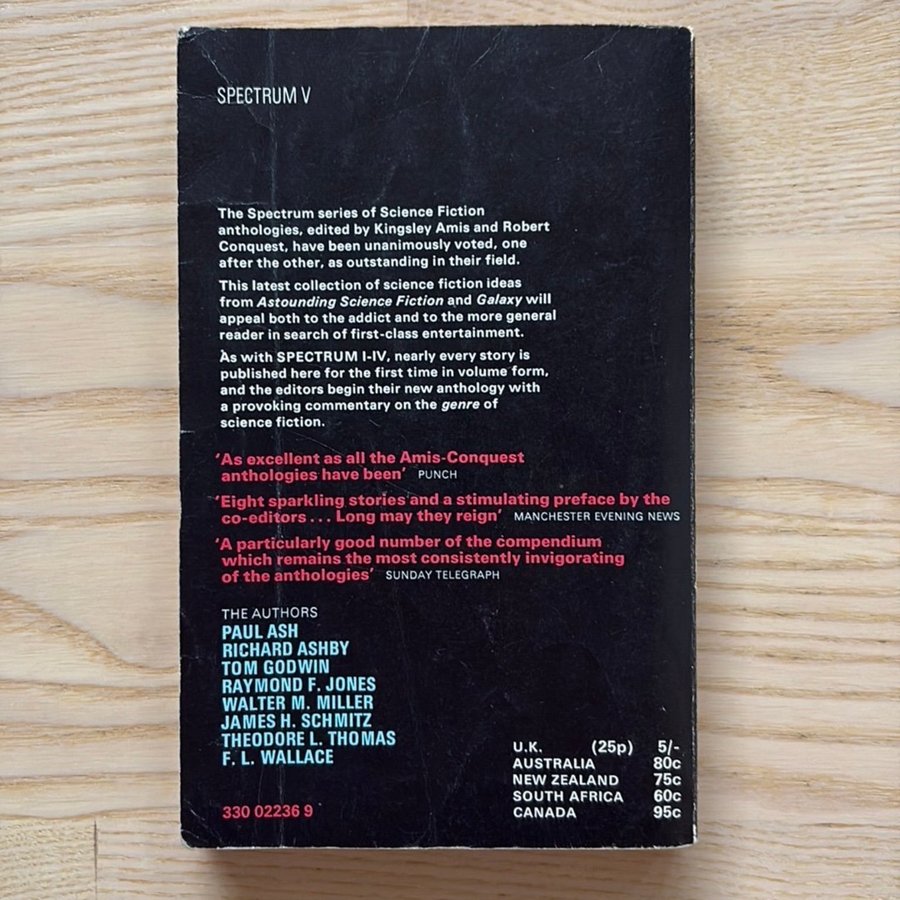 SPECTRUM V
The Spectrum series of Science Fiction
anthologies, edited by Kingsley Amis and Robert
Conquest, have been unanimously voted, one
after the other, as outstanding in their field.
This latest collection of science fiction ideas
from Astounding Science Fiction and Galaxy will
appeal both to the addict and to the more general
reader in search of first-class entertainment.
As with SPECTRUM I-IV, nearly every story is
published here for the first time in volume form,
and the editors begin their new anthology with
a provoking commentary on the genre of
science fiction.
'As excellent as all the Amis-Conquest
anthologies have been' PUNCH
'Eight sparkling stories and a stimulating preface by the
co-editors . . . Long may they reign' MANCHESTER EVENING NEWS
'A particularly good number of the compendium
which remains the most consistently invigorating
of the anthologies' SUNDAY TELEGRAPH
THE AUTHORS
PAUL ASH
RICHARD ASHBY
TOM GODWIN
RAYMOND F. JONES
WALTER M. MILLER
JAMES H. SCHMITZ
THEODORE L. THOMAS
F. L. WALLACE
330 02236 9
U.K. (25p) 5/-
AUSTRALIA 80c
NEW ZEALAND 75c
SOUTH AFRICA 60c
CANADA 95c